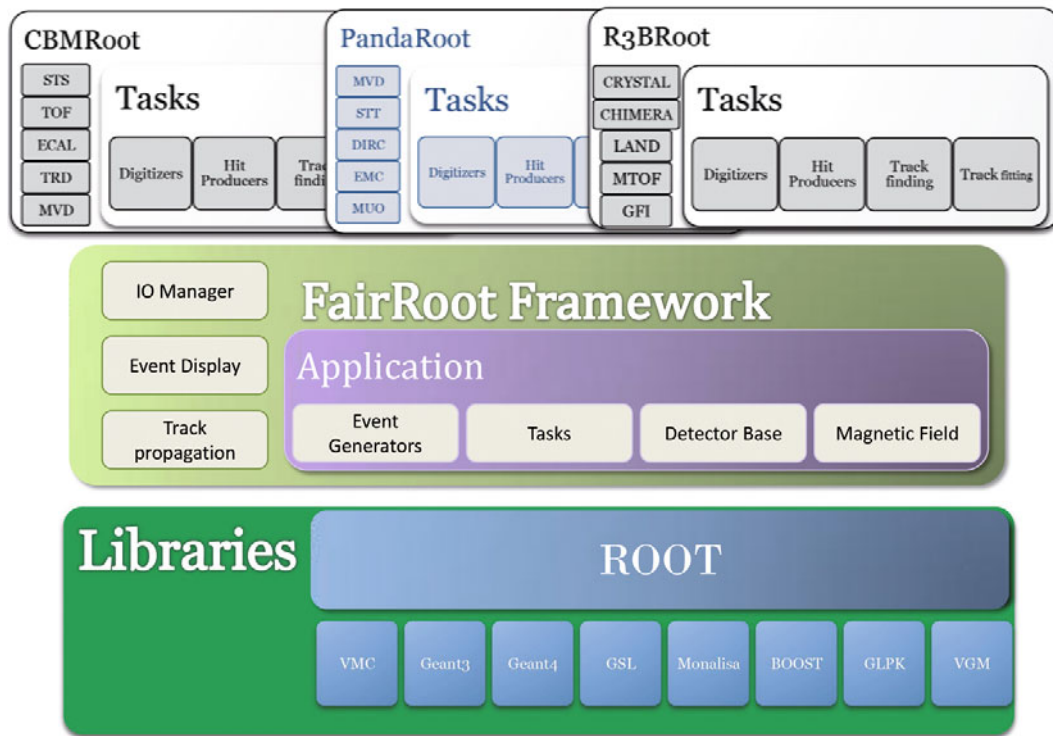 CBMRoot
STS
TOF
ECAL
TRD
MVD
Tasks
Digitizers
Hit
Producers
PandaRoot
MVD
STT
DIRC
EMC
MUO
Tasks
Digitizers
Hit
Producers
R3BRoot
CRYSTAL
CHIMERA
LAND
MTOF
GFI
Tasks
Digitizers
Hit
Producers
Track
finding
Track fitting
FairRoot Framework
IO Manager
Event Display
Track
propagation
Application
Event
Generators
Tasks
Detector Base
Magnetic Field
Libraries
ROOT
VMC
Geant3
Geant4
GSL
Monalisa
BOOST
GLPK
VGM